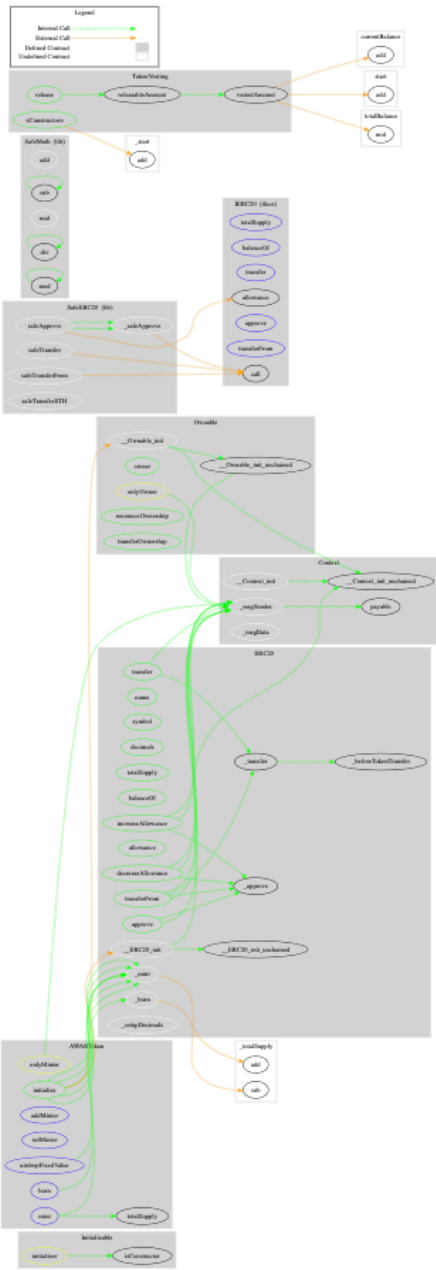 Legend
Internal Call
External Call
Defined Contract
Undefined Contract
TokenVesting
release
releasableAmount
vestedAmount
<Constructor>
currentBalance
add
start
add
totalBalance
mul
_start
add
SafeMath (lib)
add
sub
mul
div
mod
IERC20 (iface)
totalSupply
balanceOf
transfer
allowance
approve
transferFrom
call
SafeERC20 (lib)
safeApprove
_safeApprove
safeTransfer
safeTransferFrom
safeTransferETH
Ownable
__Ownable_init
owner
__Ownable_init_unchained
onlyOwner
renounceOwnership
transferOwnership
Context
__Context_init
__Context_init_unchained
_msgSender
payable
_msgData
ERC20
transfer
name
symbol
decimals
totalSupply
balanceOf
increaseAllowance
allowance
decreaseAllowance
transferFrom
approve
_transfer
_beforeTokenTransfer
_approve
__ERC20_init
__ERC20_init_unchained
_mint
_burn
_setupDecimals
_totalSupply
add
sub
onlyMinter
initialize
addMinter
burn
mint
totalSupply
Initializable
initializer
isConstructor